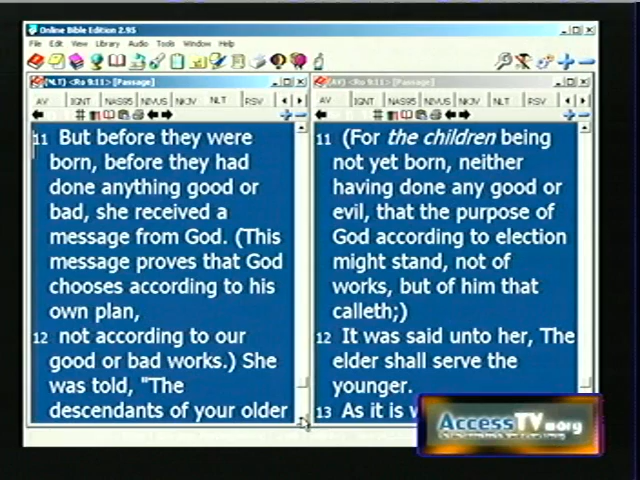 Online Bible Edition 2.95
File Edit View Library Audio Tools Window Help
(NLT) <Ro 9:11> [Passage]
AV IGNT NAS95 NIVUS NKJV NLT RSV
11 But before they were
born, before they had
done anything good or
bad, she received a
message from God. (This
message proves that God
chooses according to his
own plan,
12 not according to our
good or bad works.) She
was told, "The
descendants of your older
(AV) <Ro 9:11> [Passage]
AV IGNT NAS95 NIVUS NKJV NLT RSV
11 (For the children being
not yet born, neither
having done any good or
evil, that the purpose of
God according to election
might stand, not of
works, but of him that
calleth;)
12 It was said unto her, The
elder shall serve the
younger.
13 As it is w
AccessTV.org